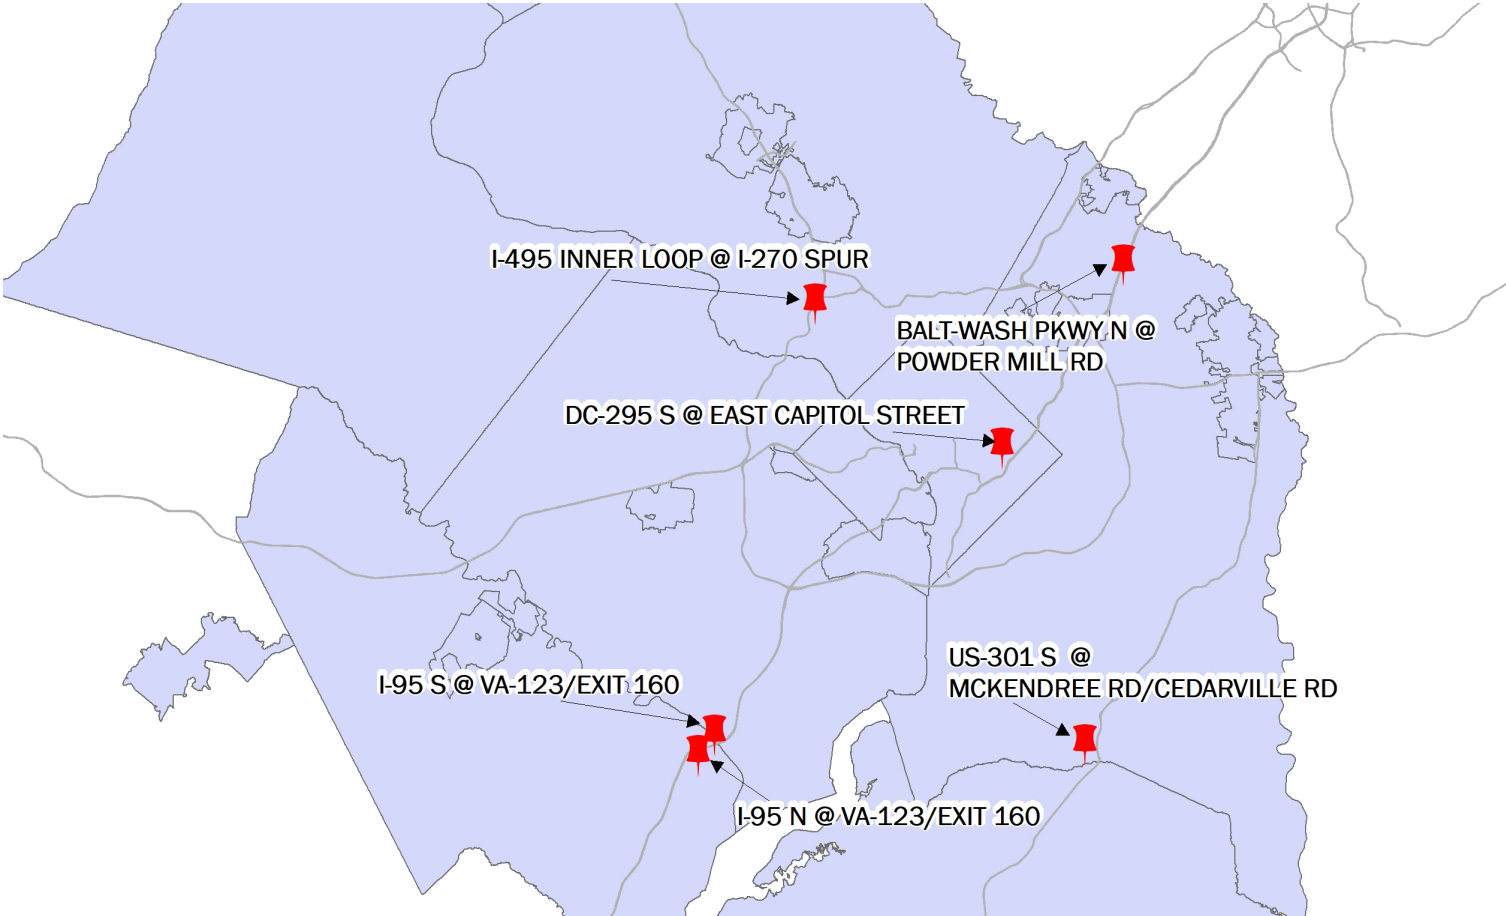 I-495 INNER LOOP @ I-270 SPUR
BALT-WASH PKWY N @
POWDER MILL RD
DC-295 S @ EAST CAPITOL STREET
US-301 S @
MCKENDREE RD/CEDARVILLE RD
I-95 S @ VA-123/EXIT 160
I-95 N @ VA-123/EXIT 160